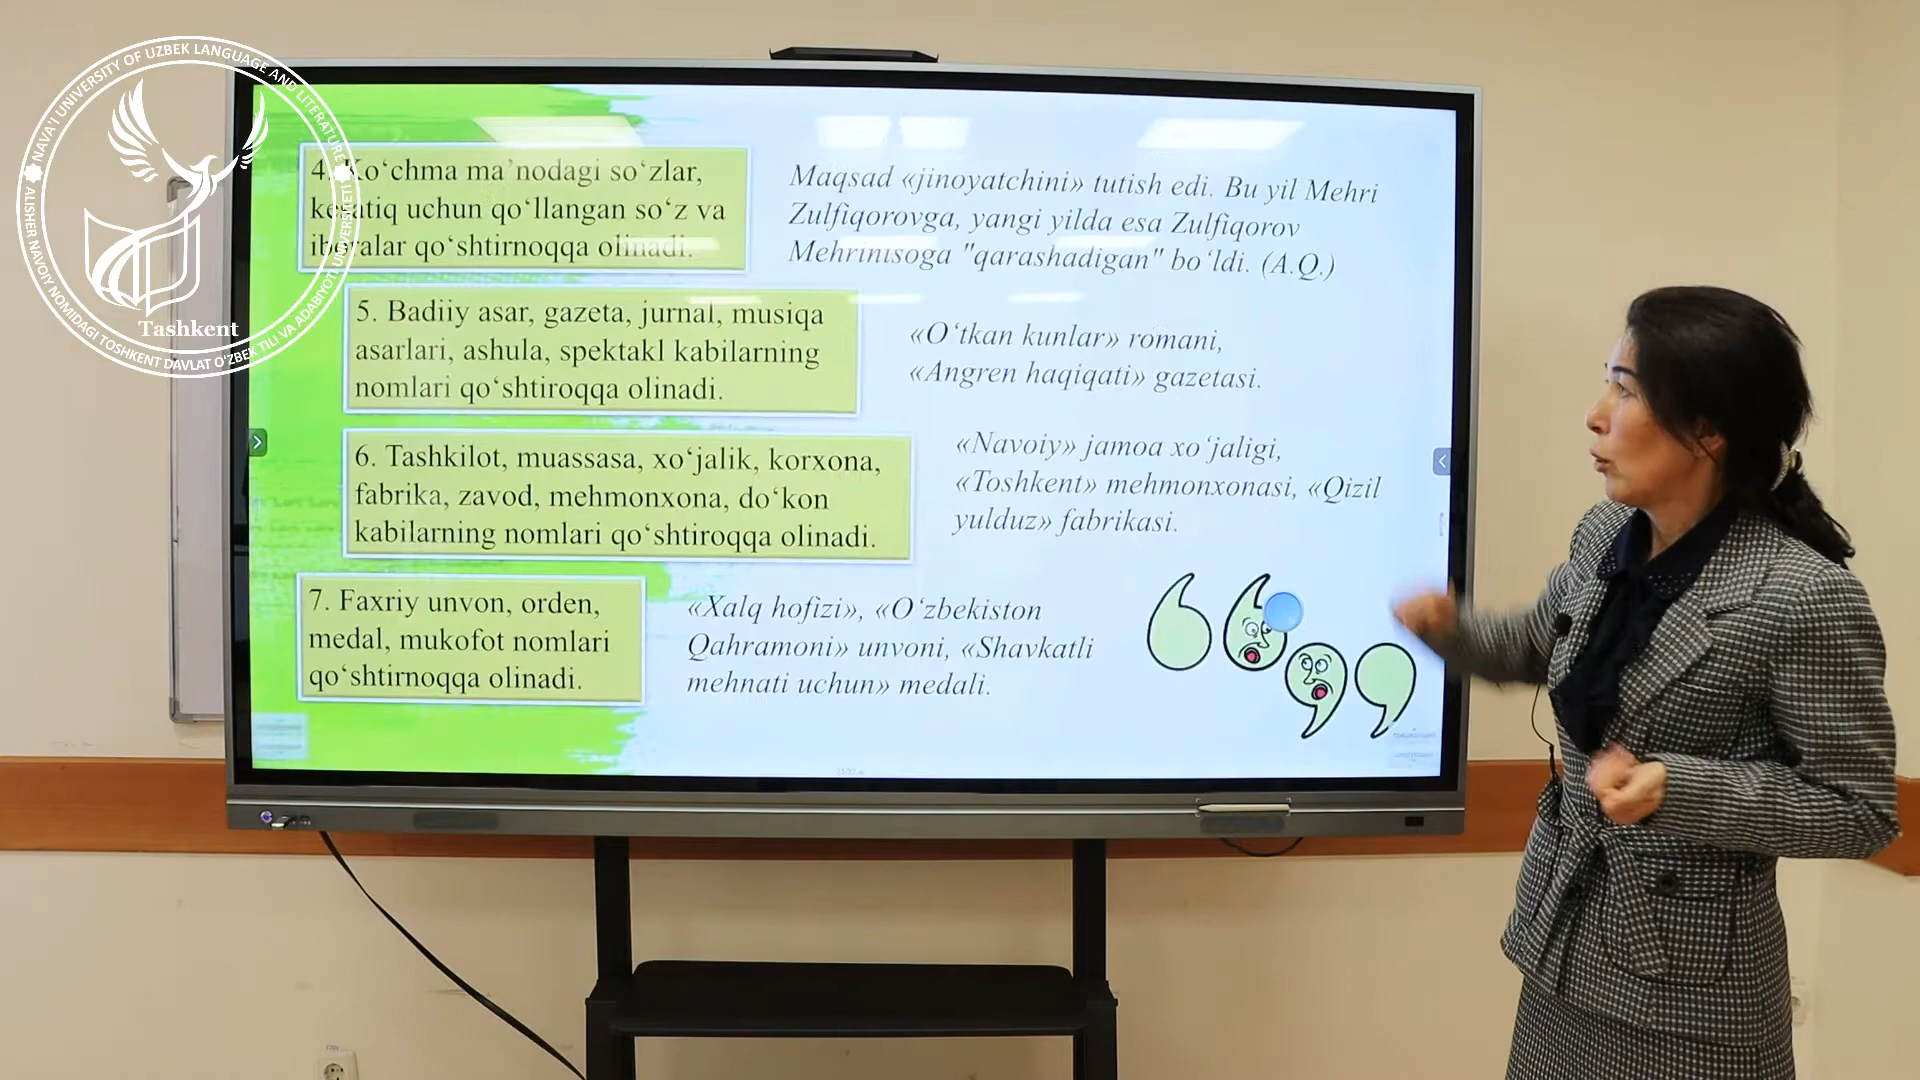 NAVA'I UNIVERSITY OF UZBEK LANGUAGE AND LITERATURE
ALISHER NAVOIY NOMIDAGI TOSHKENT DAVLAT O'ZBEK TILI VA ADABIYOTI UNIVERSITETI
Tashkent
4. Ko‘chma ma’nodagi so‘zlar,
kesatiq uchun qo‘llangan so‘z va
iboralar qo‘shtirnoqqa olinadi.
Maqsad «jinoyatchini» tutish edi. Bu yil Mehri
Zulfiqorovga, yangi yilda esa Zulfiqorov
Mehrinisoga "qarashadigan" bo‘ldi. (A.Q.)
5. Badiiy asar, gazeta, jurnal, musiqa
asarlari, ashula, spektakl kabilarning
nomlari qo‘shtiroqqa olinadi.
«O‘tkan kunlar» romani,
«Angren haqiqati» gazetasi.
6. Tashkilot, muassasa, xo‘jalik, korxona,
fabrika, zavod, mehmonxona, do‘kon
kabilarning nomlari qo‘shtiroqqa olinadi.
«Navoiy» jamoa xo‘jaligi,
«Toshkent» mehmonxonasi, «Qizil
yulduz» fabrikasi.
7. Faxriy unvon, orden,
medal, mukofot nomlari
qo‘shtirnoqqa olinadi.
«Xalq hofizi», «O‘zbekiston
Qahramoni» unvoni, «Shavkatli
mehnati uchun» medali.